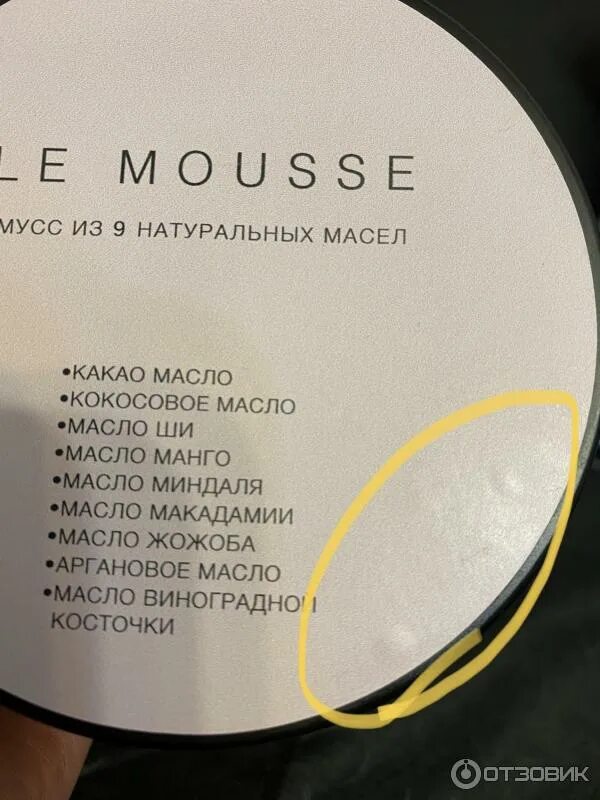 LE MOUSSE
МУСС ИЗ 9 НАТУРАЛЬНЫХ МАСЕЛ
•КАКАО МАСЛО
•КОКОСОВОЕ МАСЛО
•МАСЛО ШИ
•МАСЛО МАНГО
•МАСЛО МИНДАЛЯ
•МАСЛО МАКАДАМИИ
•МАСЛО ЖОЖОБА
•АРГАНОВОЕ МАСЛО
•МАСЛО ВИНОГРАДНОЙ
КОСТОЧКИ
ОТЗОВИК